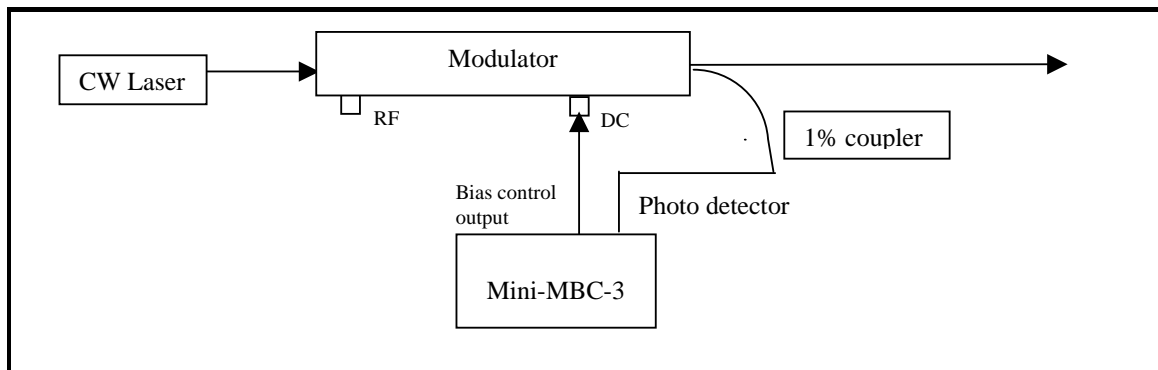 Modulator
CW Laser
RF
DC
1% coupler
Bias control
output
Photo detector
Mini-MBC-3